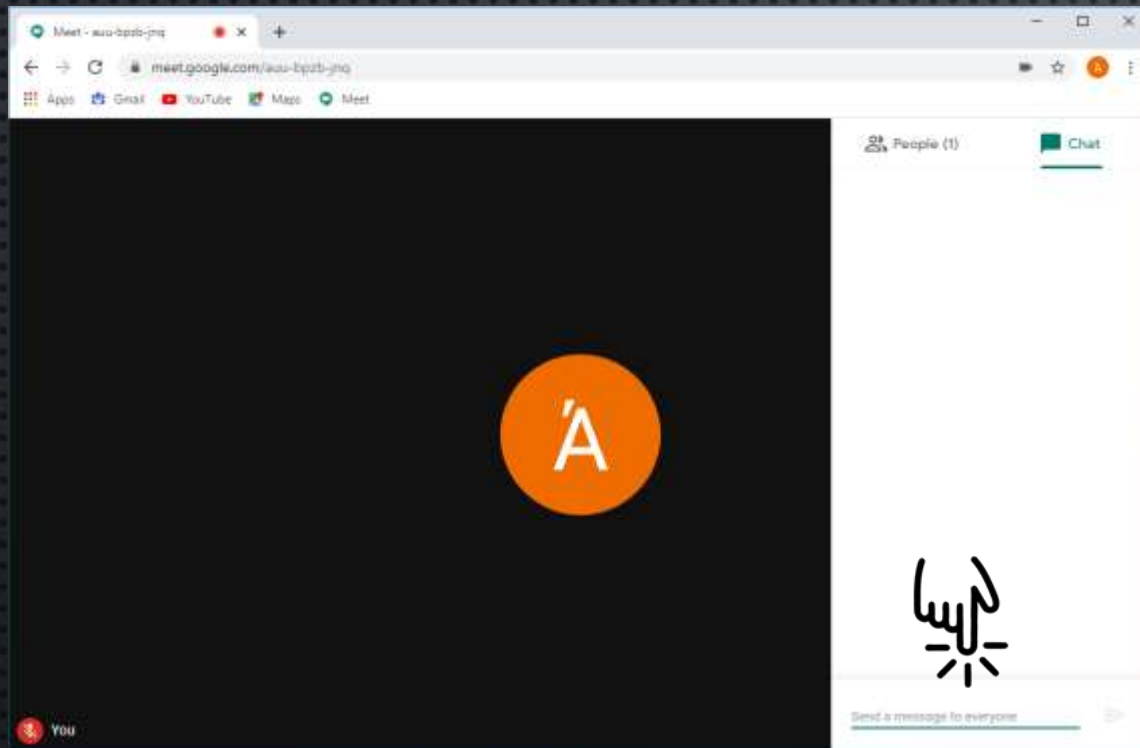 Meet - auu-bpzb-jnq
meet.google.com/auu-bpzb-jnq
A
Apps Gmail YouTube Maps Meet
People (1) Chat
Ά
You
Send a message to everyone